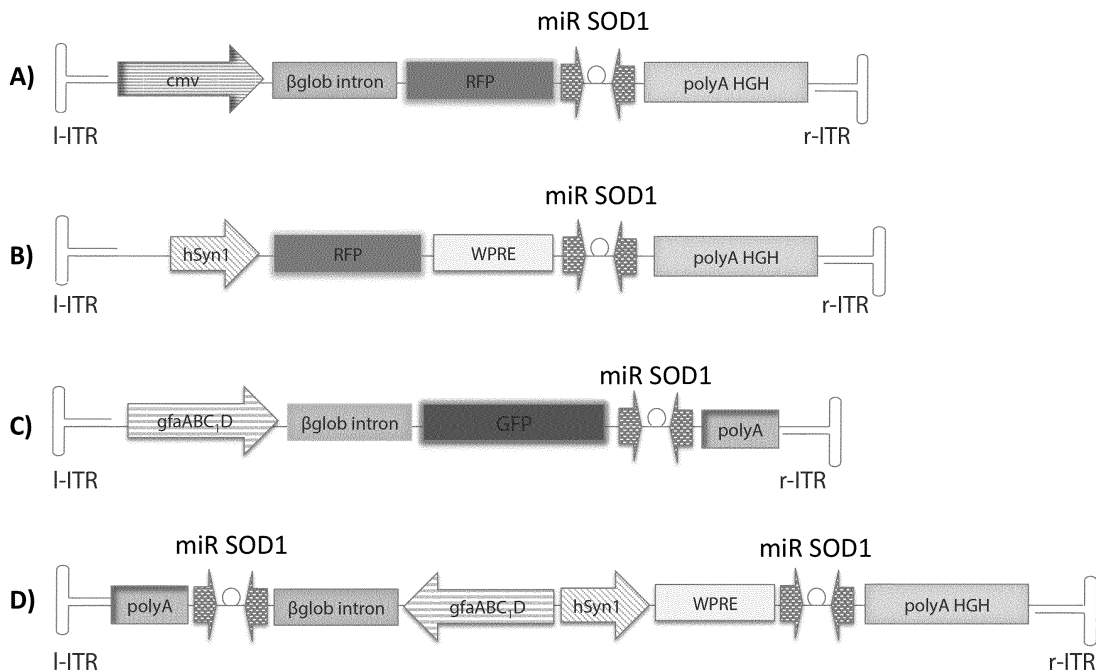 miR SOD1
A) cmv βglob intron RFP polyA HGH
l-ITR r-ITR
miR SOD1
B) hSyn1 RFP WPRE polyA HGH
l-ITR r-ITR
miR SOD1
C) gfaABC₁D βglob intron GFP polyA
l-ITR r-ITR
miR SOD1 miR SOD1
D) polyA βglob intron gfaABC₁D hSyn1 WPRE polyA HGH
l-ITR r-ITR